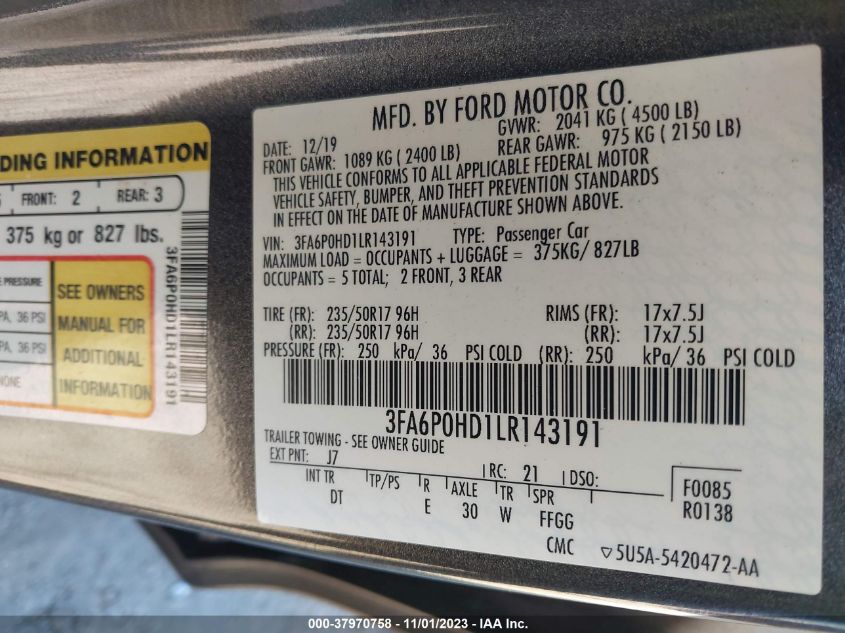 DING INFORMATION
FRONT: 2 REAR: 3
375 kg or 827 lbs.
PRESSURE
PA, 36 PSI
PA, 36 PSI
NONE
SEE OWNERS
MANUAL FOR
ADDITIONAL
INFORMATION
3FA6P0HD1LR143191
MFD. BY FORD MOTOR CO.
DATE: 12/19 GVWR: 2041 KG ( 4500 LB)
FRONT GAWR: 1089 KG ( 2400 LB) REAR GAWR: 975 KG ( 2150 LB)
THIS VEHICLE CONFORMS TO ALL APPLICABLE FEDERAL MOTOR
VEHICLE SAFETY, BUMPER, AND THEFT PREVENTION STANDARDS
IN EFFECT ON THE DATE OF MANUFACTURE SHOWN ABOVE.
VIN: 3FA6P0HD1LR143191 TYPE: Passenger Car
MAXIMUM LOAD = OCCUPANTS + LUGGAGE = 375KG/ 827LB
OCCUPANTS = 5 TOTAL; 2 FRONT, 3 REAR
TIRE (FR): 235/50R17 96H RIMS (FR): 17x7.5J
(RR): 235/50R17 96H (RR): 17x7.5J
PRESSURE (FR): 250 kPa/ 36 PSI COLD (RR): 250 kPa/ 36 PSI COLD
3FA6P0HD1LR143191
TRAILER TOWING - SEE OWNER GUIDE
EXT PNT: J7 RC: 21 DSO:
INT TR TP/PS R AXLE TR SPR
DT E 30 W FFGG
CMC
F0085
R0138
▽5U5A-5420472-AA
000-37970758 - 11/01/2023 - IAA Inc.